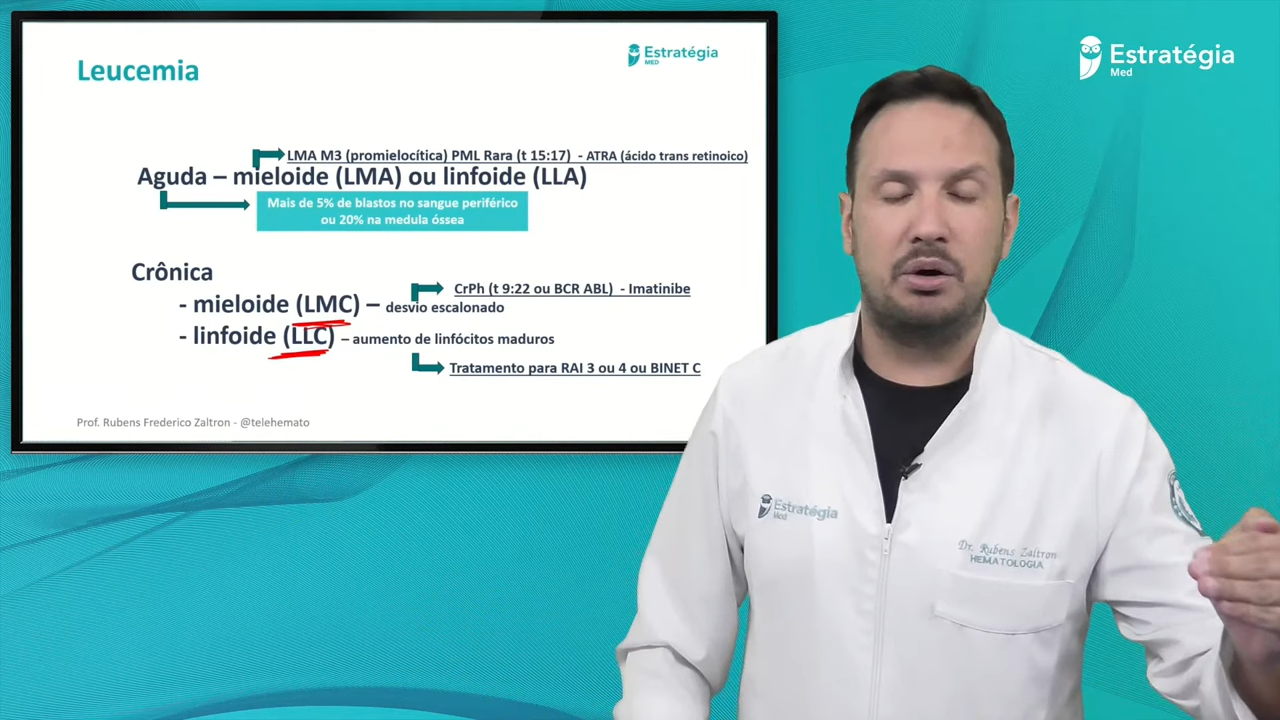 Leucemia
Estratégia
MED
LMA M3 (promielocítica) PML Rara (t 15:17) - ATRA (ácido trans retinoico)
Aguda – mieloide (LMA) ou linfoide (LLA)
Mais de 5% de blastos no sangue periférico
ou 20% na medula óssea
Crônica
CrPh (t 9:22 ou BCR ABL) - Imatinibe
- mieloide (LMC) – desvio escalonado
- linfoide (LLC) – aumento de linfócitos maduros
Tratamento para RAI 3 ou 4 ou BINET C
Prof. Rubens Frederico Zaltron - @telehemato
Estratégia
Med
Estratégia
Med
Dr. Rubens Zaltron
HEMATOLOGIA